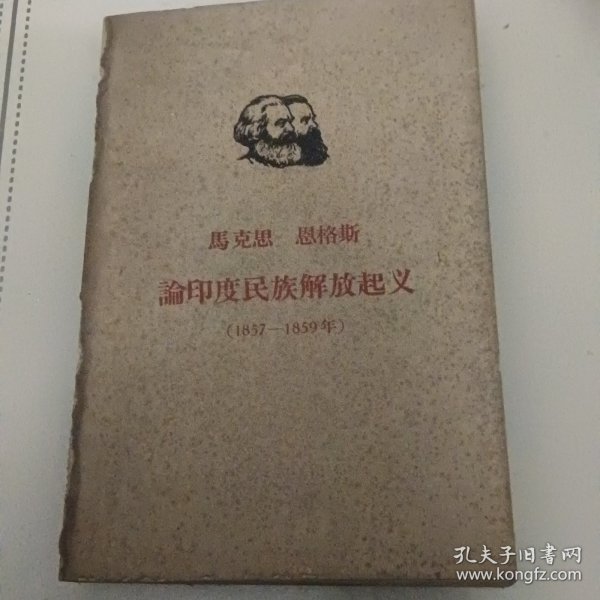 馬克思 恩格斯
論印度民族解放起义
(1857—1859年)
孔夫子旧書网
www.kongfz.com